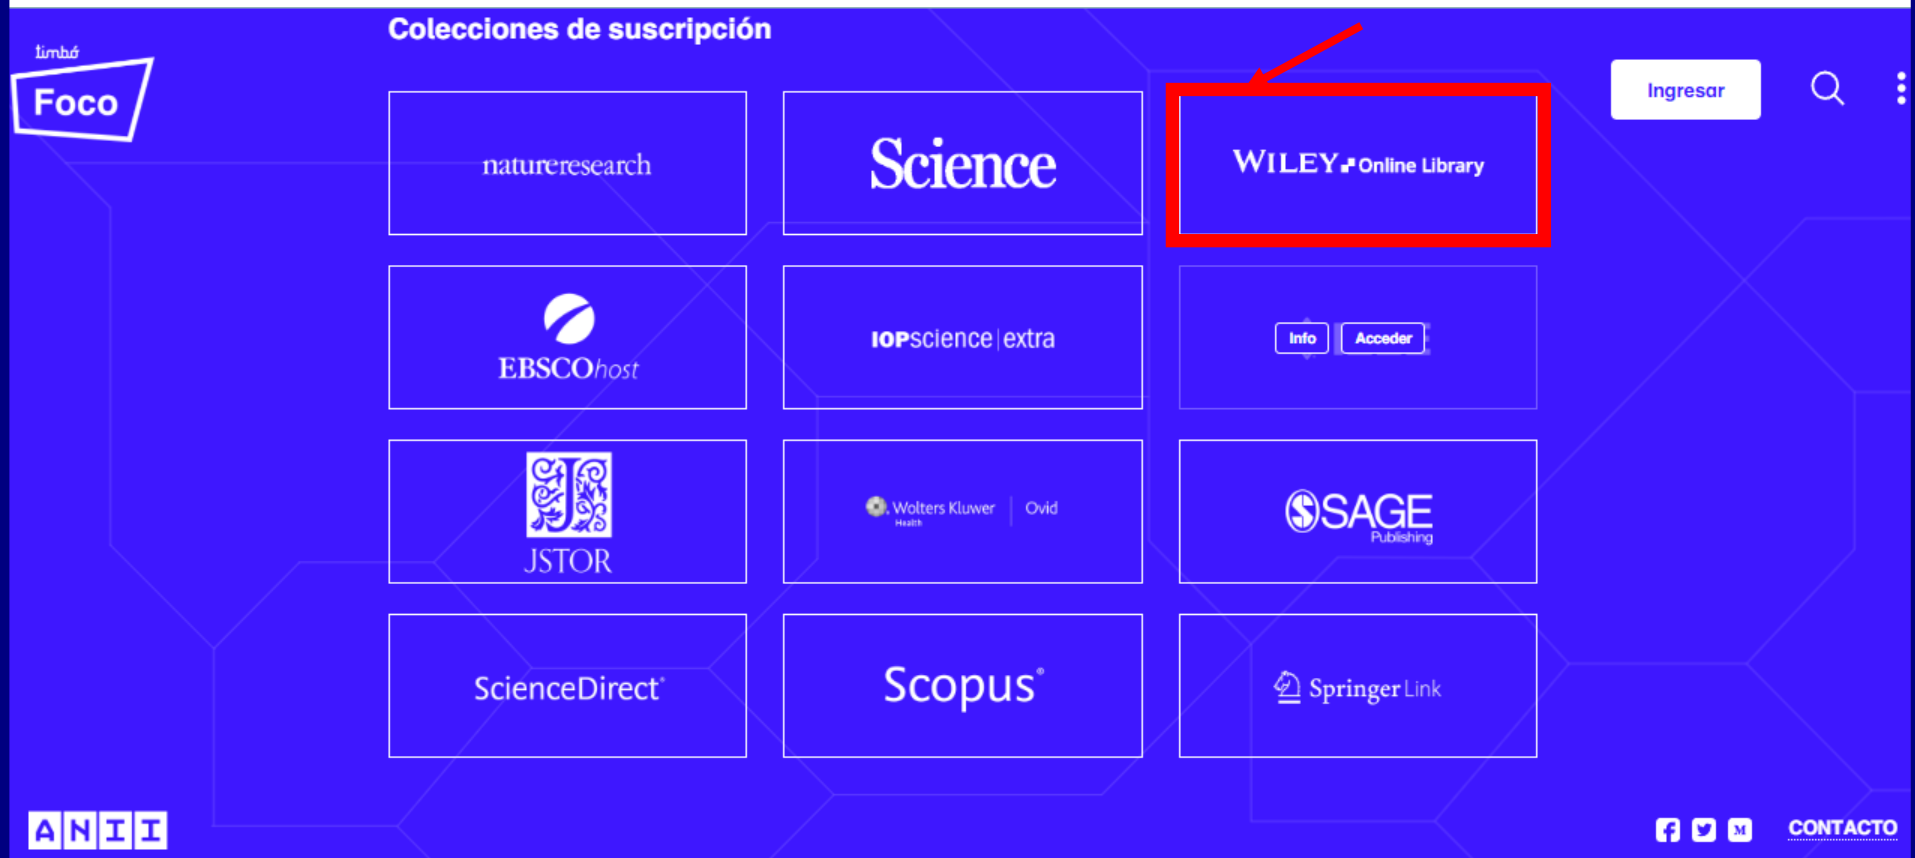 Colecciones de suscripción
timbó
Foco
Ingresar
natureresearch
Science
WILEY Online Library
EBSCOhost
IOPscience|extra
Info
Acceder
JSTOR
Wolters Kluwer
Health
Ovid
SAGE
Publishing
ScienceDirect®
Scopus®
Springer Link
ANII
CONTACTO